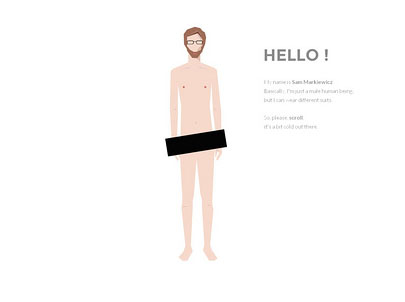 HELLO !
My name is Sam Markiewicz
Basically, I'm just a male human being,
but I can wear different suits.
So, please scroll
it's a bit cold out there.